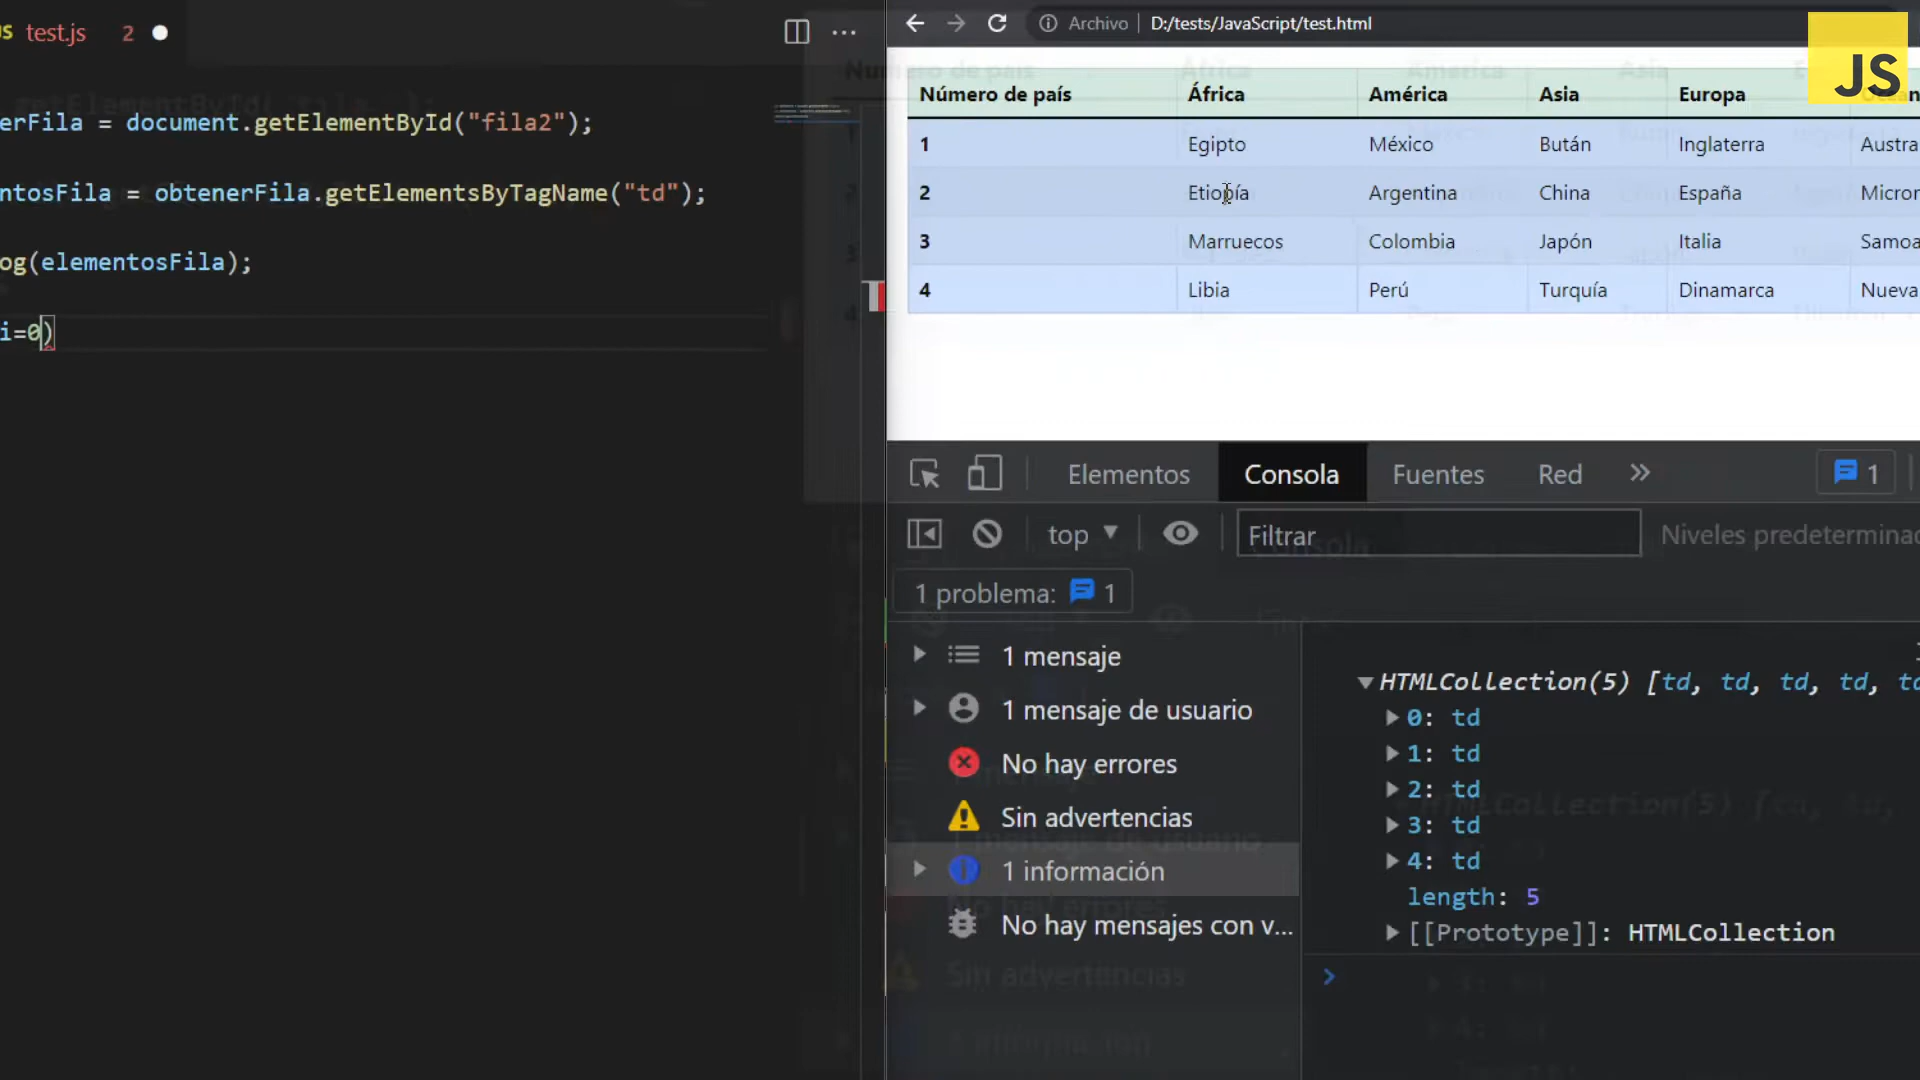 test.js 2
erFila = document.getElementById("fila2");
ntosFila = obtenerFila.getElementsByTagName("td");
og(elementosFila);
i=0)
Archivo D:/tests/JavaScript/test.html
JS
Número de país África América Asia Europa
1 Egipto México Bután Inglaterra Austra
2 Etiopía Argentina China España Micror
3 Marruecos Colombia Japón Italia Samoa
4 Libia Perú Turquía Dinamarca Nueva
Elementos Consola Fuentes Red » 1
top Filtrar Niveles predeterminac
1 problema: 1
1 mensaje
1 mensaje de usuario
No hay errores
Sin advertencias
1 información
No hay mensajes con v...
HTMLCollection(5) [td, td, td, td, td
0: td
1: td
2: td
3: td
4: td
length: 5
[[Prototype]]: HTMLCollection